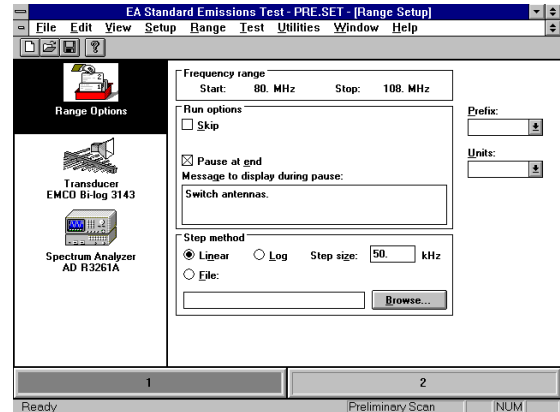 EA Standard Emissions Test - PRE.SET - [Range Setup]
File Edit View Setup Range Test Utilities Window Help
Range Options
Transducer
EMCO Bi-log 3143
Spectrum Analyzer
AD R3261A
Frequency range
Start: 80. MHz Stop: 108. MHz
Run options
Skip
Pause at end
Message to display during pause:
Switch antennas.
Step method
Linear Log Step size: 50. kHz
File:
Browse...
Prefix:
Units:
1 2
Ready Preliminary Scan NUM